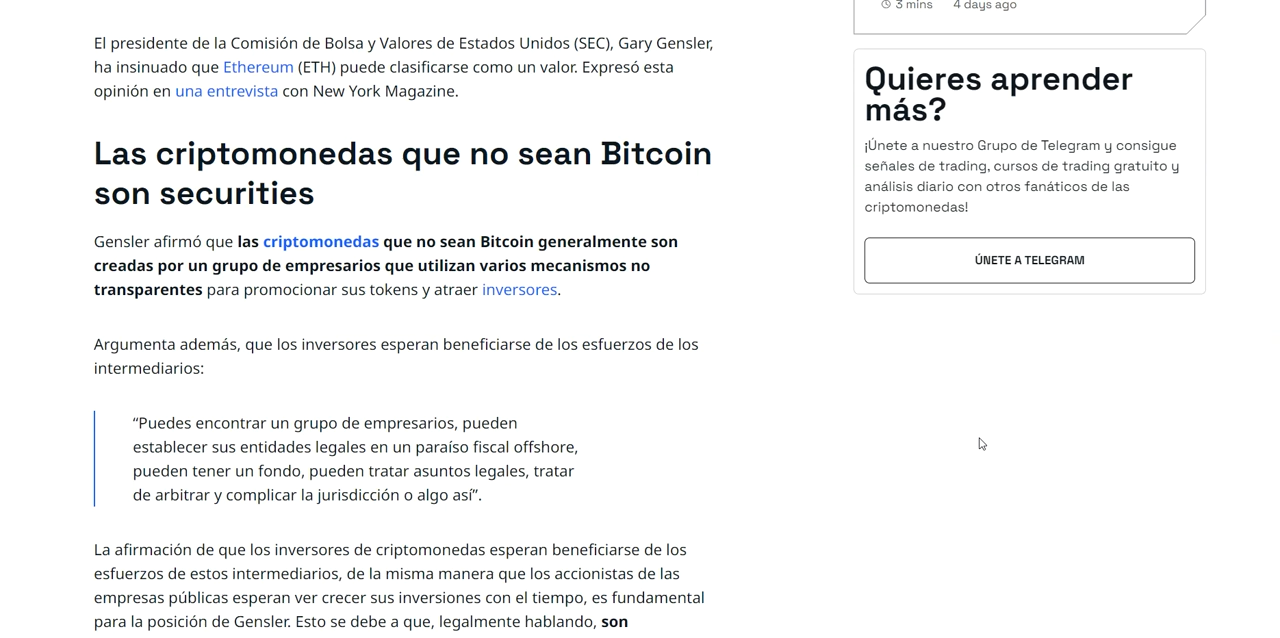 El presidente de la Comisión de Bolsa y Valores de Estados Unidos (SEC), Gary Gensler,
ha insinuado que Ethereum (ETH) puede clasificarse como un valor. Expresó esta
opinión en una entrevista con New York Magazine.
Las criptomonedas que no sean Bitcoin
son securities
Gensler afirmó que las criptomonedas que no sean Bitcoin generalmente son
creadas por un grupo de empresarios que utilizan varios mecanismos no
transparentes para promocionar sus tokens y atraer inversores.
Argumenta además, que los inversores esperan beneficiarse de los esfuerzos de los
intermediarios:
“Puedes encontrar un grupo de empresarios, pueden
establecer sus entidades legales en un paraíso fiscal offshore,
pueden tener un fondo, pueden tratar asuntos legales, tratar
de arbitrar y complicar la jurisdicción o algo así”.
La afirmación de que los inversores de criptomonedas esperan beneficiarse de los
esfuerzos de estos intermediarios, de la misma manera que los accionistas de las
empresas públicas esperan ver crecer sus inversiones con el tiempo, es fundamental
para la posición de Gensler. Esto se debe a que, legalmente hablando, son
3 mins 4 days ago
Quieres aprender
más?
¡Únete a nuestro Grupo de Telegram y consigue
señales de trading, cursos de trading gratuito y
análisis diario con otros fanáticos de las
criptomonedas!
ÚNETE A TELEGRAM